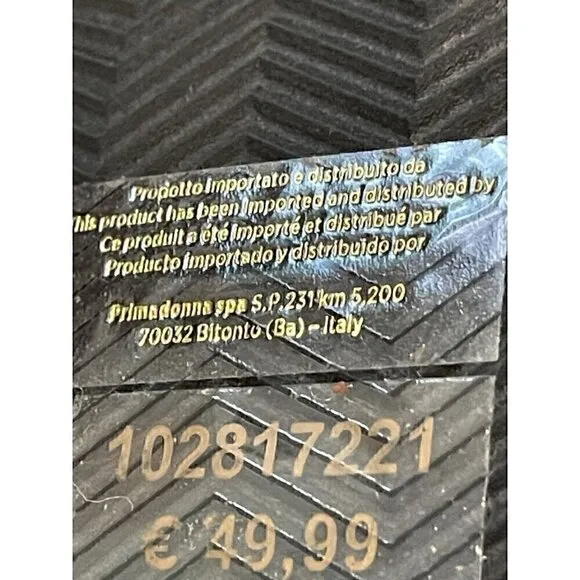 Prodotto importato e distribuito da
This product has been imported and distributed by
Ce produit a été importé et distribué par
Producto importado y distribuido por
Primadonna spa S.P.231 km 5,200
70032 Bitonto (Ba) – Italy
102817221
€ 49,99